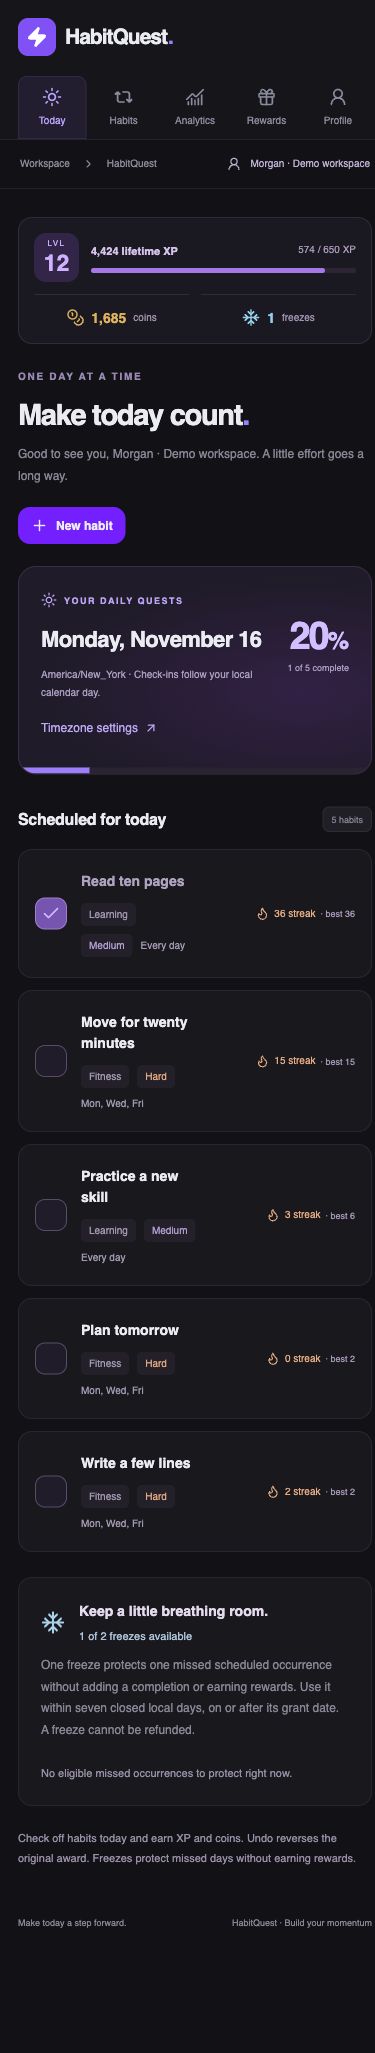 HabitQuest.
Today
Habits
Analytics
Rewards
Profile
Workspace
HabitQuest
Morgan · Demo workspace
LVL
12
4,424 lifetime XP
574 / 650 XP
1,685 coins
1 freezes
ONE DAY AT A TIME
Make today count.
Good to see you, Morgan · Demo workspace. A little effort goes a
long way.
New habit
YOUR DAILY QUESTS
Monday, November 16
20%
1 of 5 complete
America/New_York · Check-ins follow your local
calendar day.
Timezone settings
Scheduled for today
5 habits
Read ten pages
Learning
Medium
Every day
36 streak · best 36
Move for twenty
minutes
Fitness
Hard
Mon, Wed, Fri
15 streak · best 15
Practice a new
skill
Learning
Medium
Every day
3 streak · best 6
Plan tomorrow
Fitness
Hard
Mon, Wed, Fri
0 streak · best 2
Write a few lines
Fitness
Hard
Mon, Wed, Fri
2 streak · best 2
Keep a little breathing room.
1 of 2 freezes available
One freeze protects one missed scheduled occurrence
without adding a completion or earning rewards. Use it
within seven closed local days, on or after its grant date.
A freeze cannot be refunded.
No eligible missed occurrences to protect right now.
Check off habits today and earn XP and coins. Undo reverses the
original award. Freezes protect missed days without earning rewards.
Make today a step forward.
HabitQuest · Build your momentum